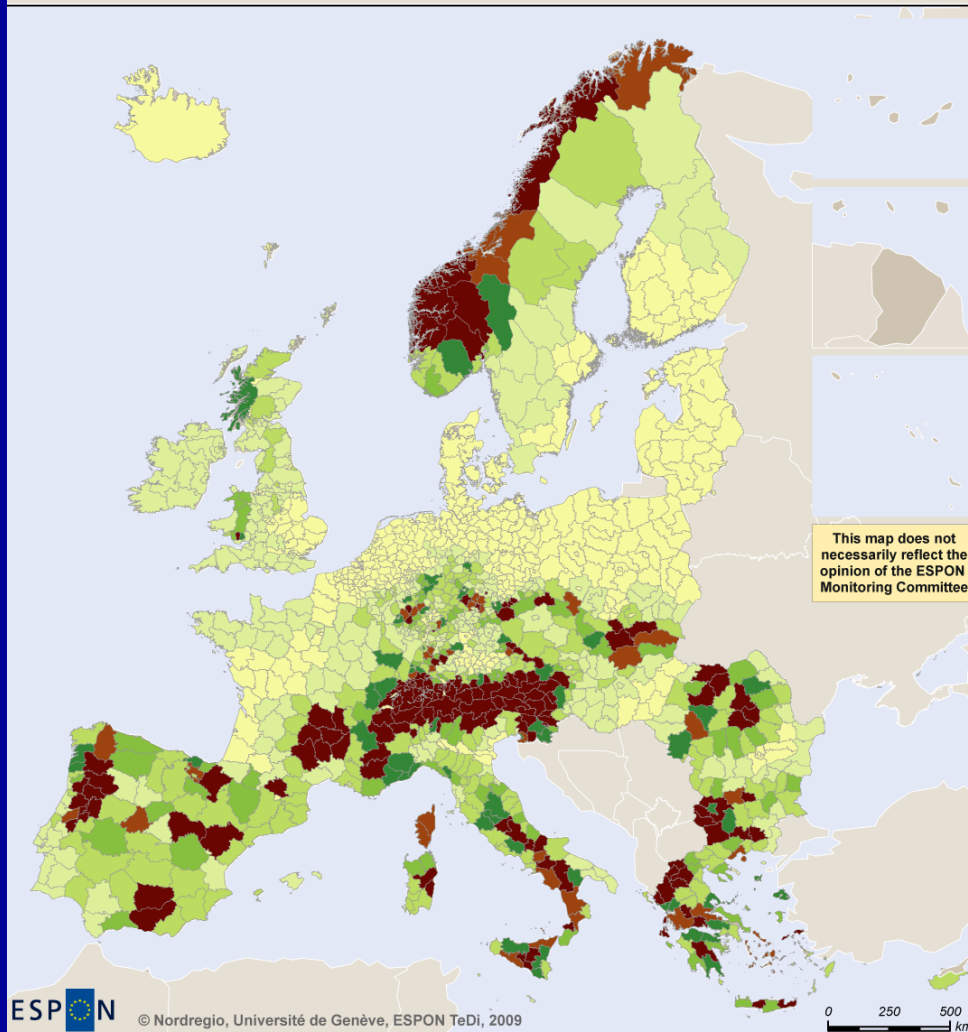 This map does not
necessarily reflect the
opinion of the ESPON
Monitoring Committee
ESPON
© Nordregio, Université de Genève, ESPON TeDi, 2009
0 250 500
km